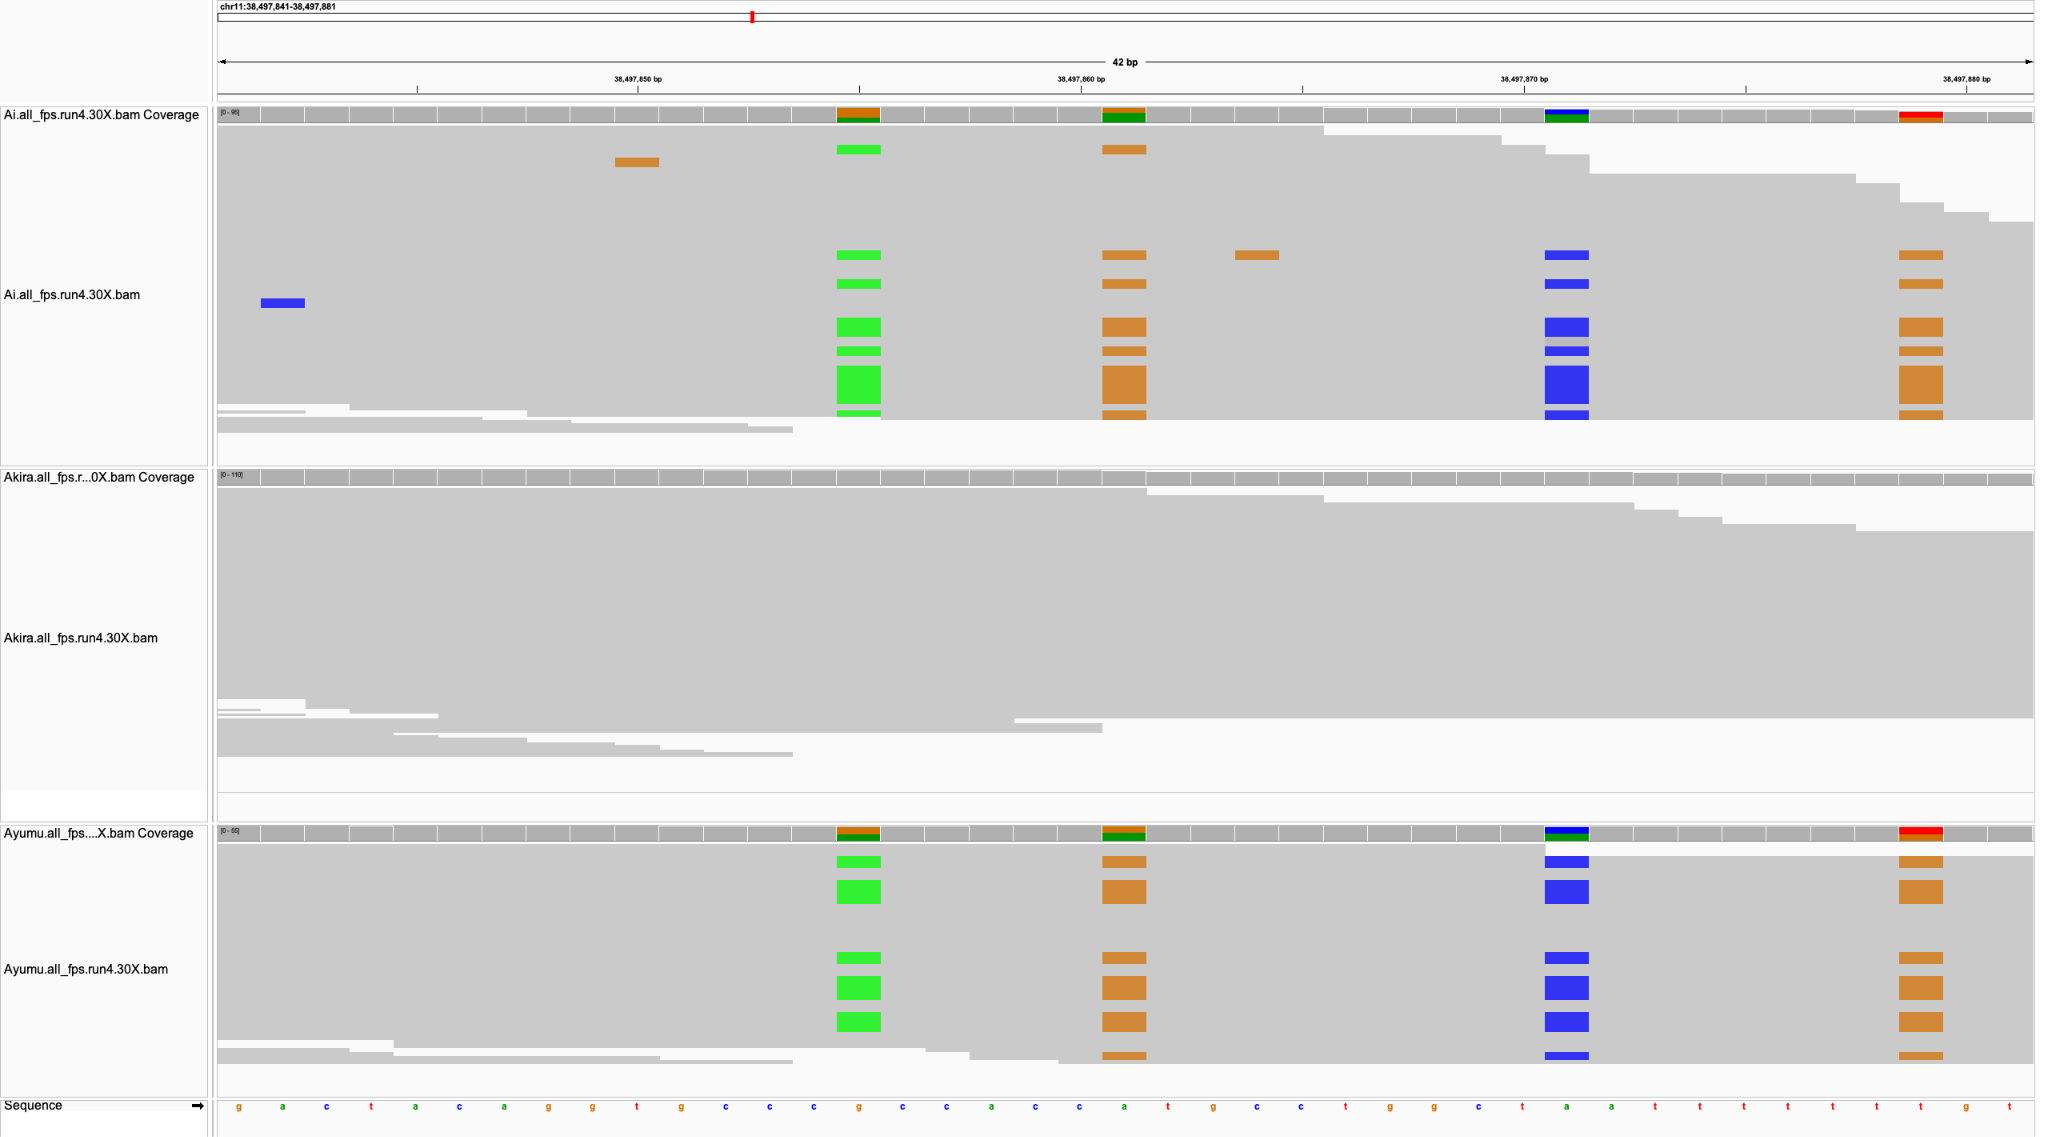 chr11:38,497,841-38,497,881
42 bp
38,497,850 bp 38,497,860 bp 38,497,870 bp 38,497,880 bp
Ai.all_fps.run4.30X.bam Coverage
[0 - 95]
Ai.all_fps.run4.30X.bam
Akira.all_fps.r...0X.bam Coverage
[0 - 110]
Akira.all_fps.run4.30X.bam
Ayumu.all_fps....X.bam Coverage
[0 - 55]
Ayumu.all_fps.run4.30X.bam
Sequence g a c t a c a g g t g c c c g c c a c c a t g c c t g g c t a a t t t t t t t g t